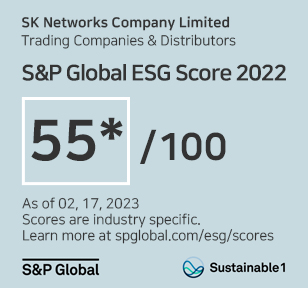 SK Networks Company Limited
Trading Companies & Distributors
S&P Global ESG Score 2022
55* /100
As of 02, 17, 2023
Scores are industry specific.
Learn more at spglobal.com/esg/scores
S&P Global Sustainable1